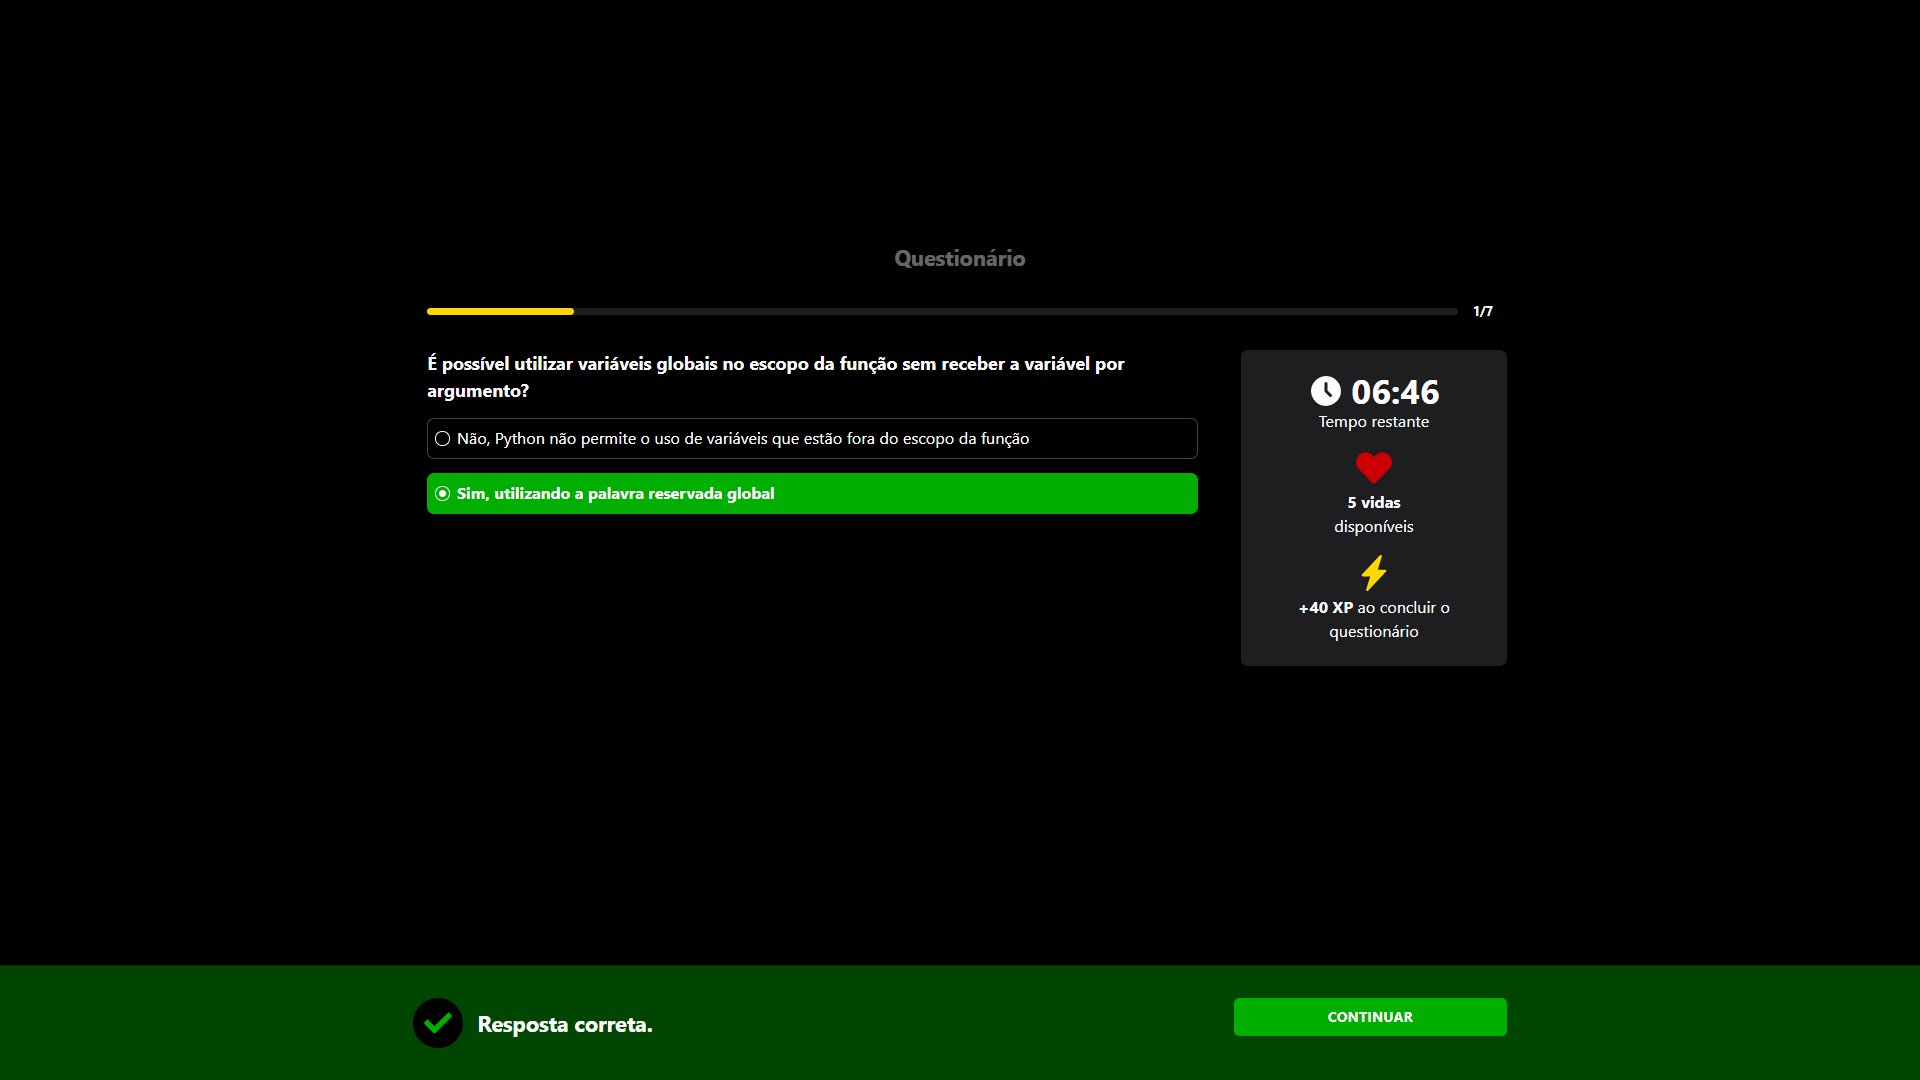 Questionário
1/7
É possível utilizar variáveis globais no escopo da função sem receber a variável por
argumento?
Não, Python não permite o uso de variáveis que estão fora do escopo da função
Sim, utilizando a palavra reservada global
06:46
Tempo restante
5 vidas
disponíveis
+40 XP ao concluir o
questionário
Resposta correta.
CONTINUAR